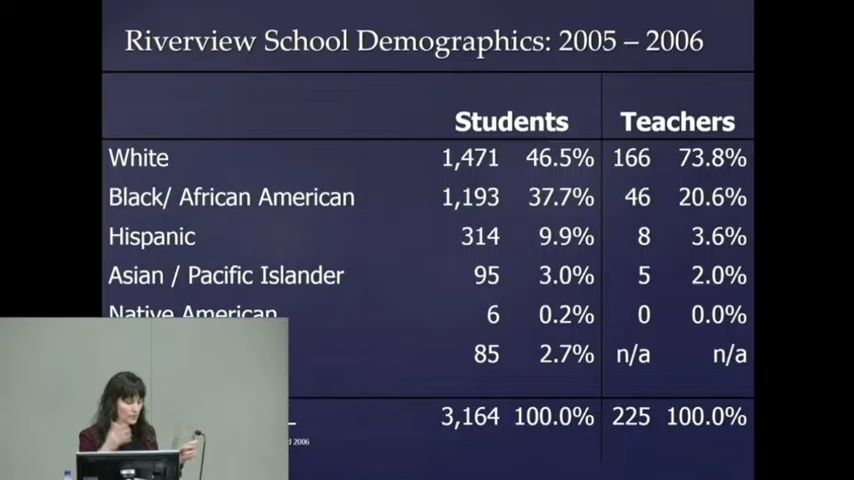 Riverview School Demographics: 2005 – 2006
Students Teachers
White 1,471 46.5% 166 73.8%
Black/ African American 1,193 37.7% 46 20.6%
Hispanic 314 9.9% 8 3.6%
Asian / Pacific Islander 95 3.0% 5 2.0%
Native American 6 0.2% 0 0.0%
85 2.7% n/a n/a
3,164 100.0% 225 100.0%
2006